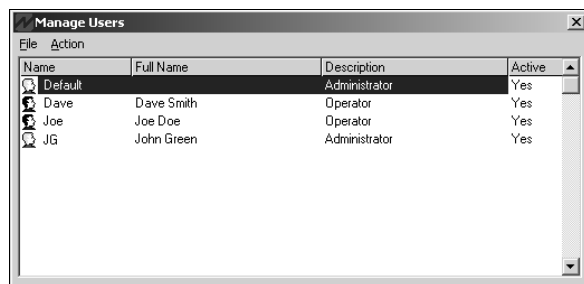 Manage Users
File Action
Name Full Name Description Active
Default Administrator Yes
Dave Dave Smith Operator Yes
Joe Joe Doe Operator Yes
JG John Green Administrator Yes